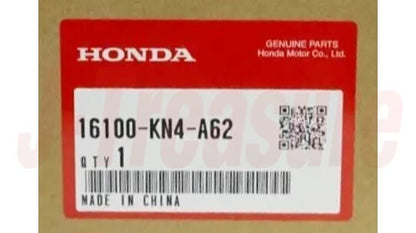 HONDA
GENUINE PARTS
Honda Motor Co., Ltd.
16100-KN4-A62
QTY 1
MADE IN CHINA